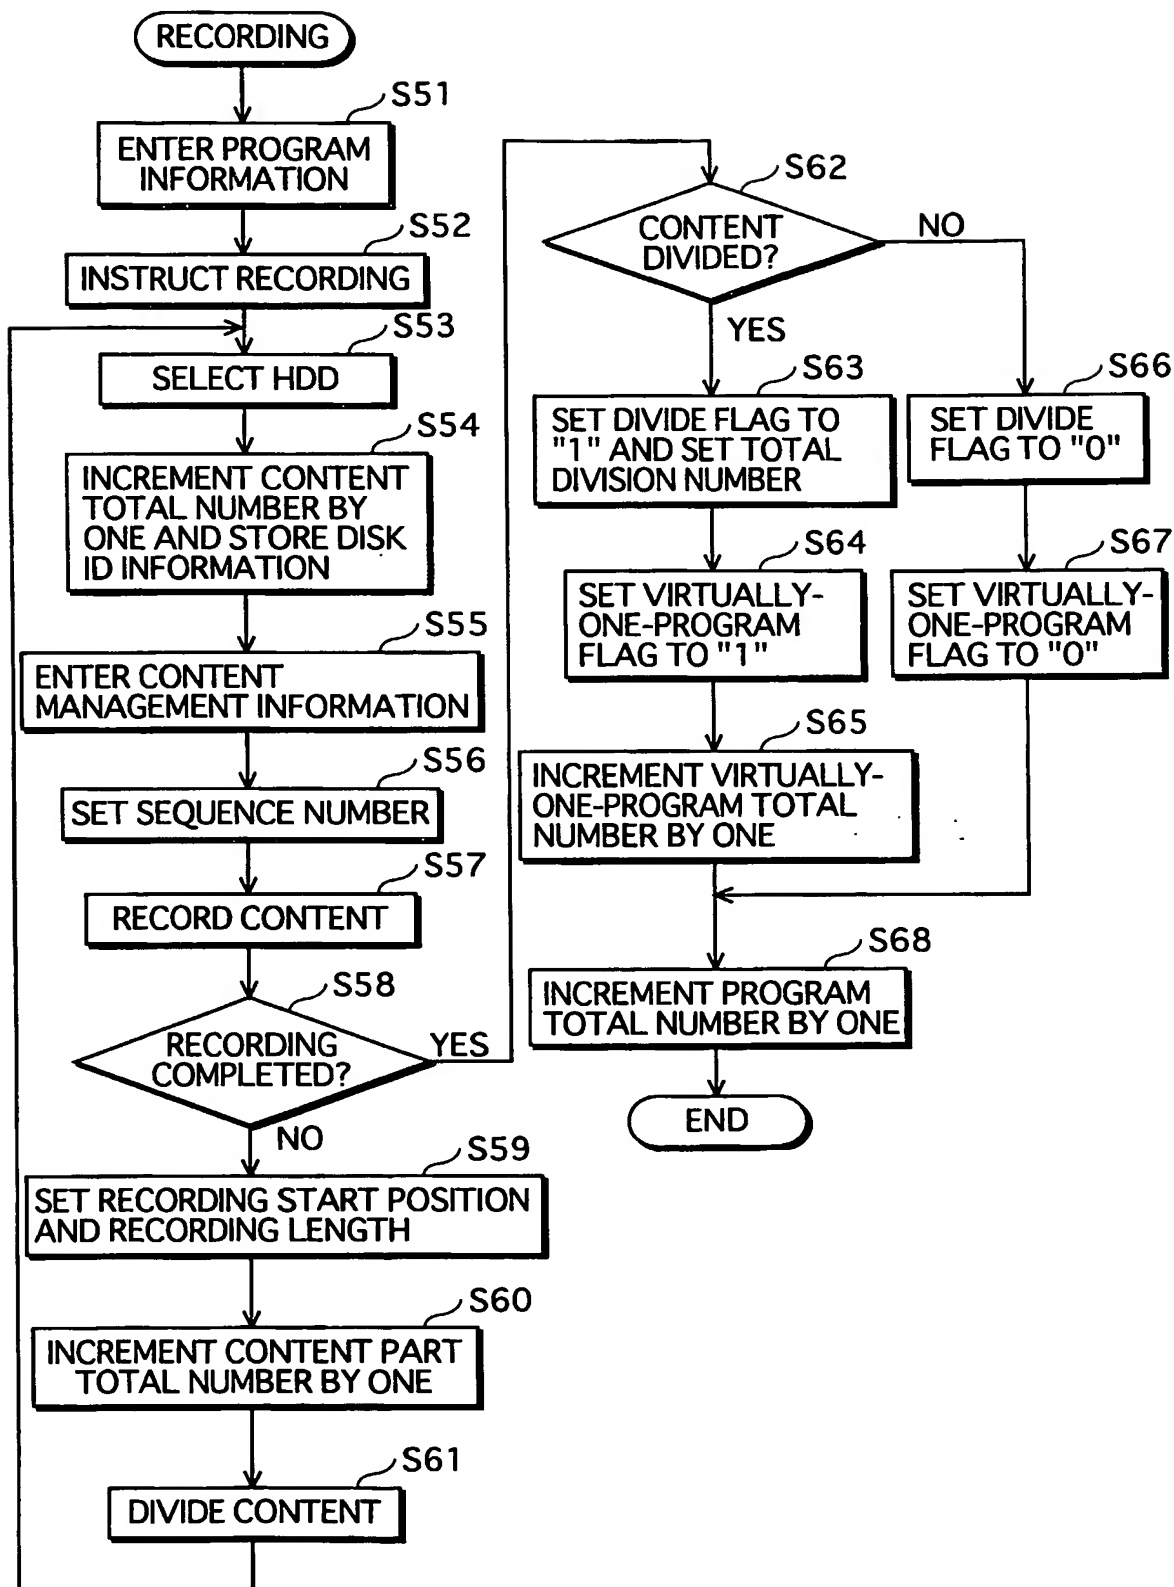 RECORDING
S51
ENTER PROGRAM
INFORMATION
S52
INSTRUCT RECORDING
S53
SELECT HDD
S54
INCREMENT CONTENT
TOTAL NUMBER BY
ONE AND STORE DISK
ID INFORMATION
S55
ENTER CONTENT
MANAGEMENT INFORMATION
S56
SET SEQUENCE NUMBER
S57
RECORD CONTENT
S58
RECORDING
COMPLETED?
YES
NO
S59
SET RECORDING START POSITION
AND RECORDING LENGTH
S60
INCREMENT CONTENT PART
TOTAL NUMBER BY ONE
S61
DIVIDE CONTENT
S62
CONTENT
DIVIDED?
NO
YES
S63
SET DIVIDE FLAG TO
"1" AND SET TOTAL
DIVISION NUMBER
S64
SET VIRTUALLY-
ONE-PROGRAM
FLAG TO "1"
S65
INCREMENT VIRTUALLY-
ONE-PROGRAM TOTAL
NUMBER BY ONE
S66
SET DIVIDE
FLAG TO "0"
S67
SET VIRTUALLY-
ONE-PROGRAM
FLAG TO "0"
S68
INCREMENT PROGRAM
TOTAL NUMBER BY ONE
END